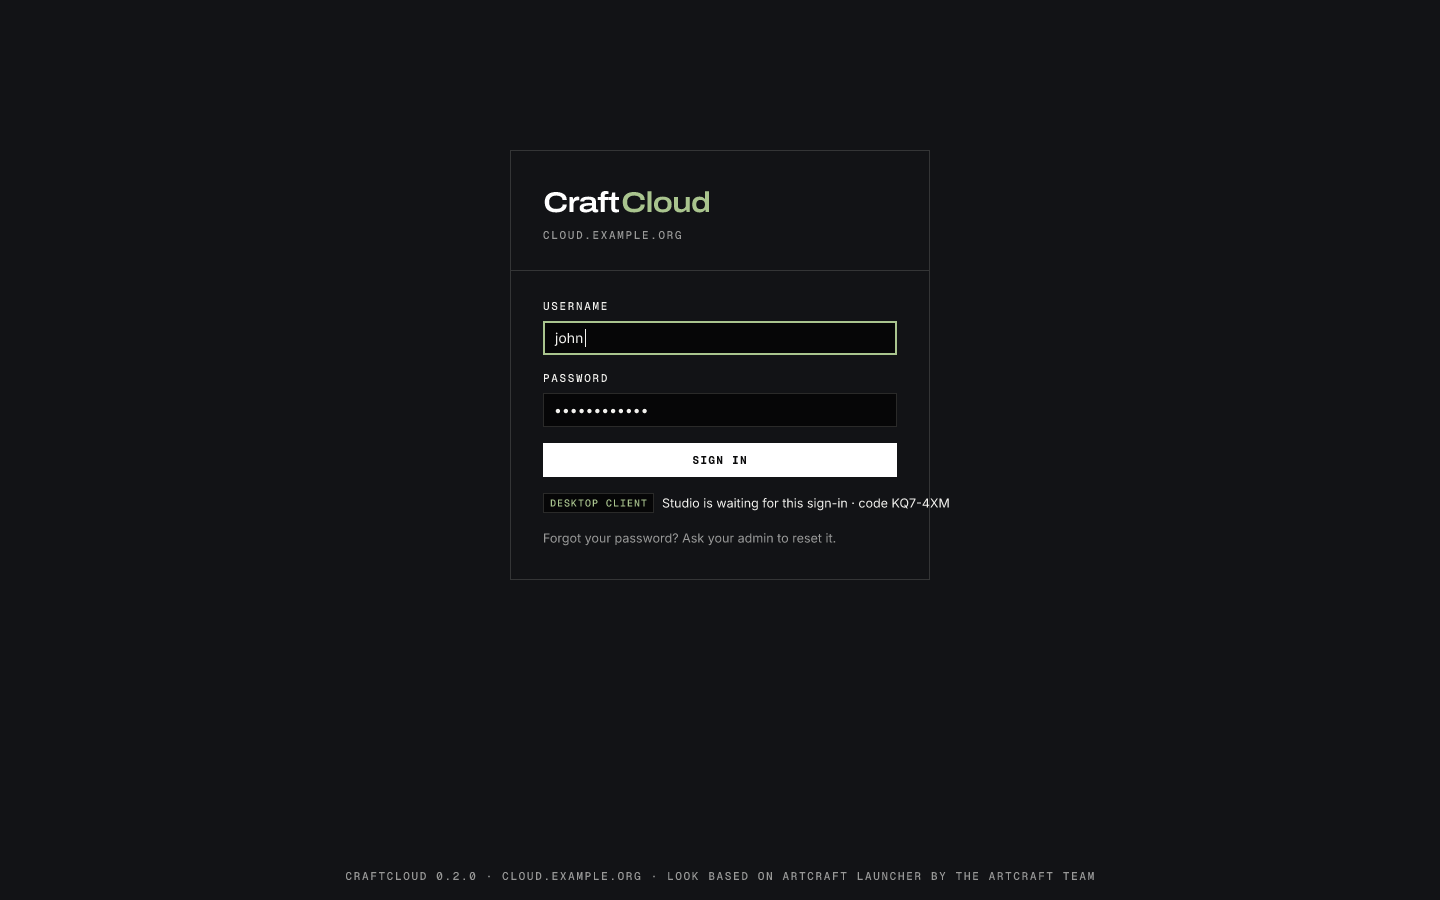 CraftCloud
CLOUD.EXAMPLE.ORG
USERNAME
john
PASSWORD
••••••••••••
SIGN IN
DESKTOP CLIENT Studio is waiting for this sign-in · code KQ7-4XM
Forgot your password? Ask your admin to reset it.
CRAFTCLOUD 0.2.0 · CLOUD.EXAMPLE.ORG · LOOK BASED ON ARTCRAFT LAUNCHER BY THE ARTCRAFT TEAM